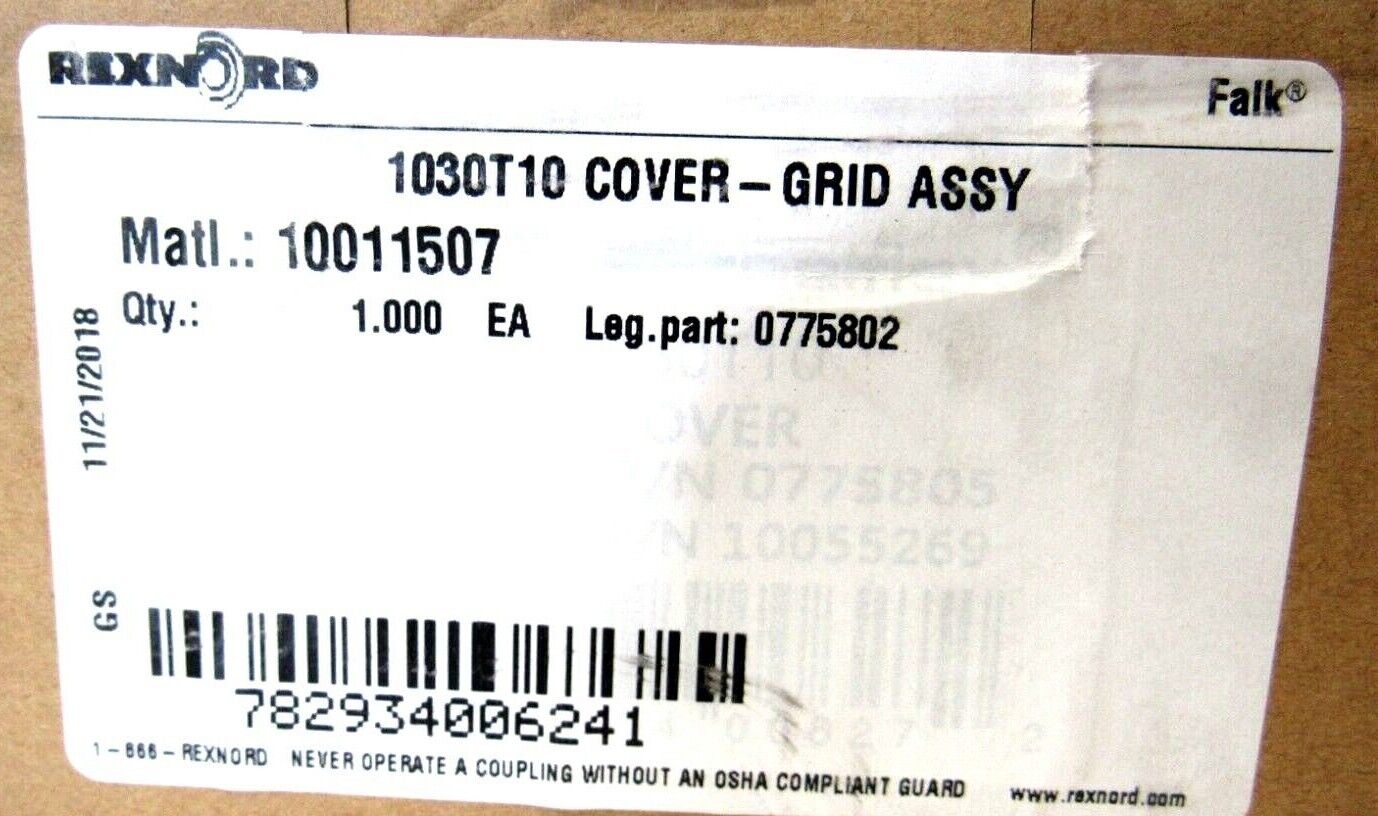 REXNORD
Falk®
1030T10 COVER-GRID ASSY
Matl.: 10011507
Qty.: 1.000 EA Leg.part: 0775802
11/21/2018
OVER
N 0775805
N 10055269
GS
782934006241
1-866-REXNORD NEVER OPERATE A COUPLING WITHOUT AN OSHA COMPLIANT GUARD www.rexnord.com